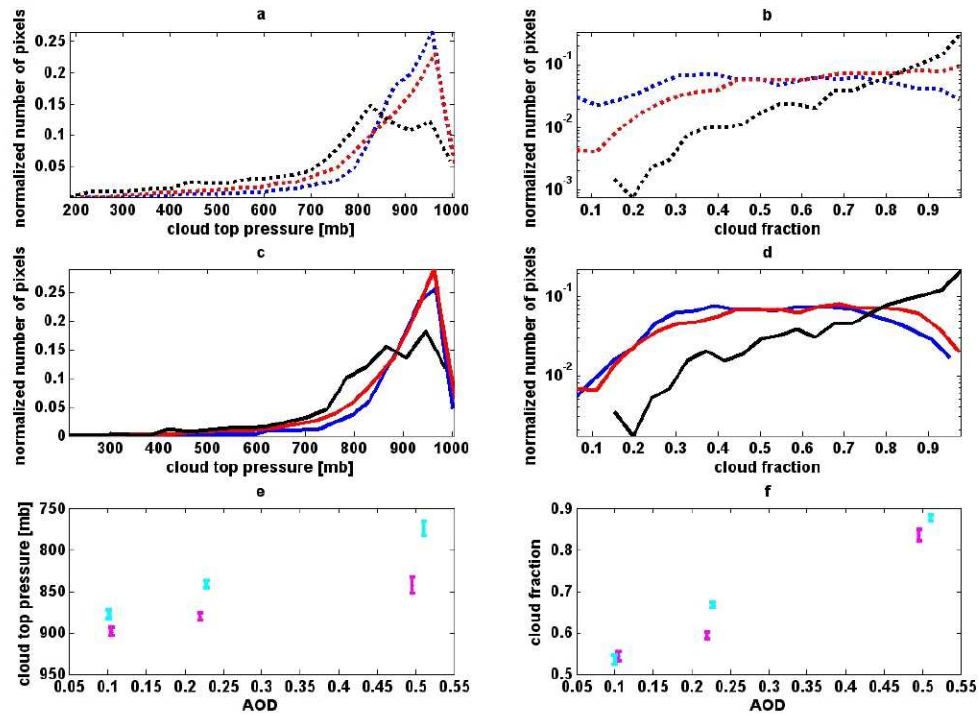 a
normalized number of pixels
0.25
0.2
0.15
0.1
0.05
200 300 400 500 600 700 800 900 1000
cloud top pressure [mb]
b
normalized number of pixels
10-1
10-2
10-3
0.1 0.2 0.3 0.4 0.5 0.6 0.7 0.8 0.9
cloud fraction
c
normalized number of pixels
0.25
0.2
0.15
0.1
0.05
0
300 400 500 600 700 800 900 1000
cloud top pressure [mb]
d
normalized number of pixels
10-1
10-2
0.1 0.2 0.3 0.4 0.5 0.6 0.7 0.8 0.9
cloud fraction
e
cloud top pressure [mb]
750
800
850
900
950
0.05 0.1 0.15 0.2 0.25 0.3 0.35 0.4 0.45 0.5 0.55
AOD
f
cloud fraction
0.9
0.8
0.7
0.6
0.5
0.05 0.1 0.15 0.2 0.25 0.3 0.35 0.4 0.45 0.5 0.55
AOD